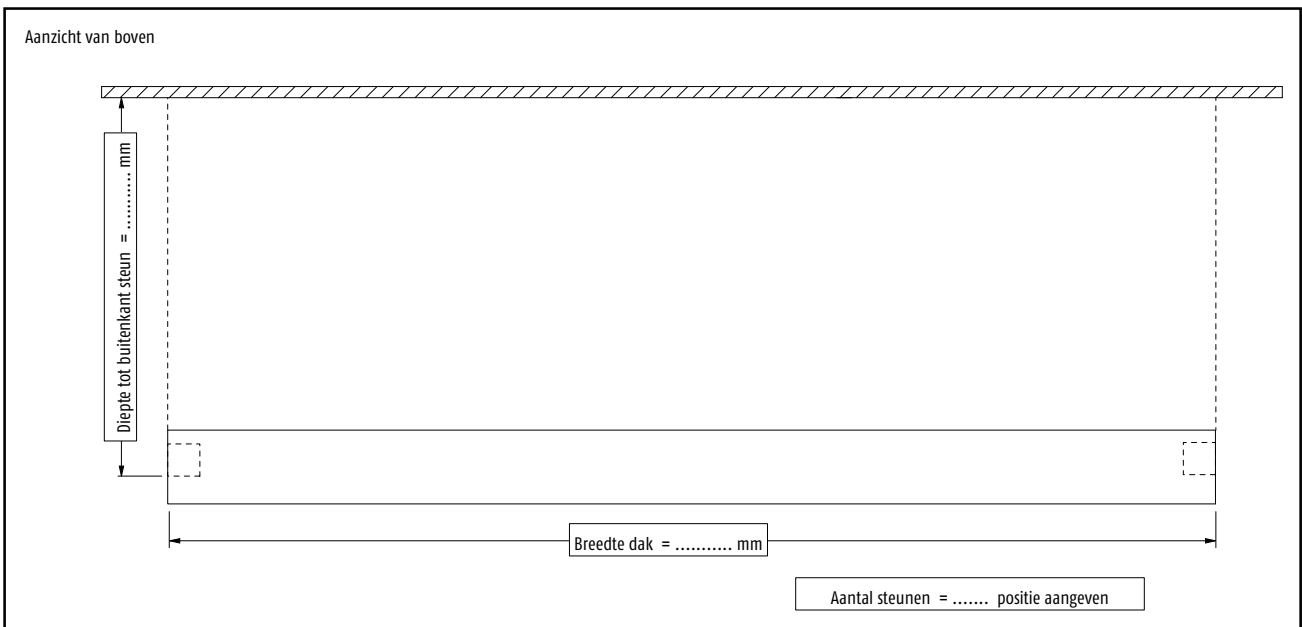 Aanzicht van boven
Diepte tot buitenkant steun = ........... mm
Breedte dak = ........... mm
Aantal steunen = ....... positie aangeven